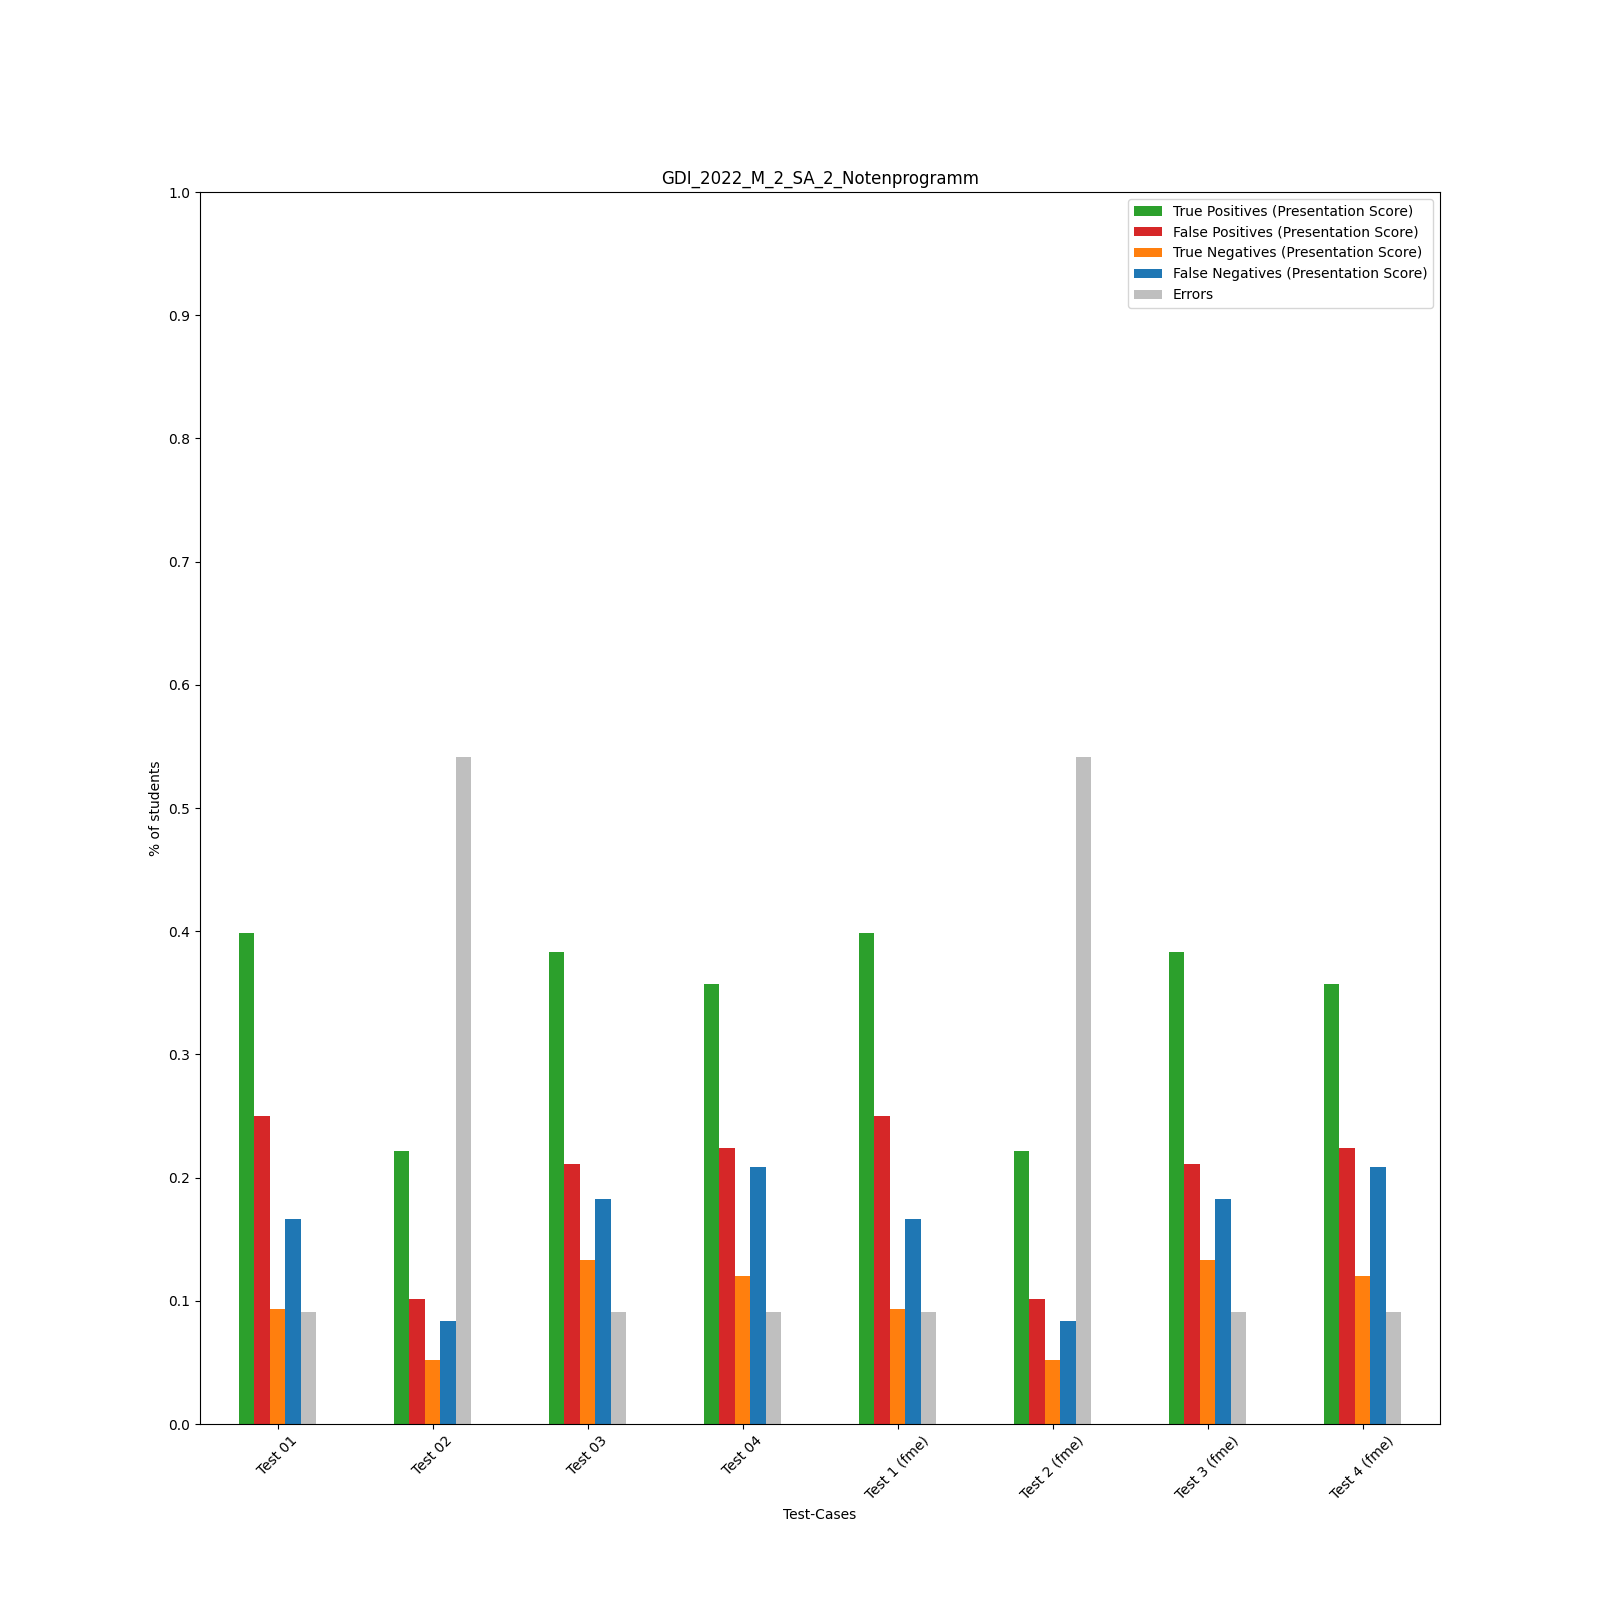 GDI_2022_M_2_SA_2_Notenprogramm
True Positives (Presentation Score)
False Positives (Presentation Score)
True Negatives (Presentation Score)
False Negatives (Presentation Score)
Errors
1.0
0.9
0.8
0.7
0.6
0.5
0.4
0.3
0.2
0.1
0.0
% of students
Test 01
Test 02
Test 03
Test 04
Test 1 (fme)
Test 2 (fme)
Test 3 (fme)
Test 4 (fme)
Test-Cases